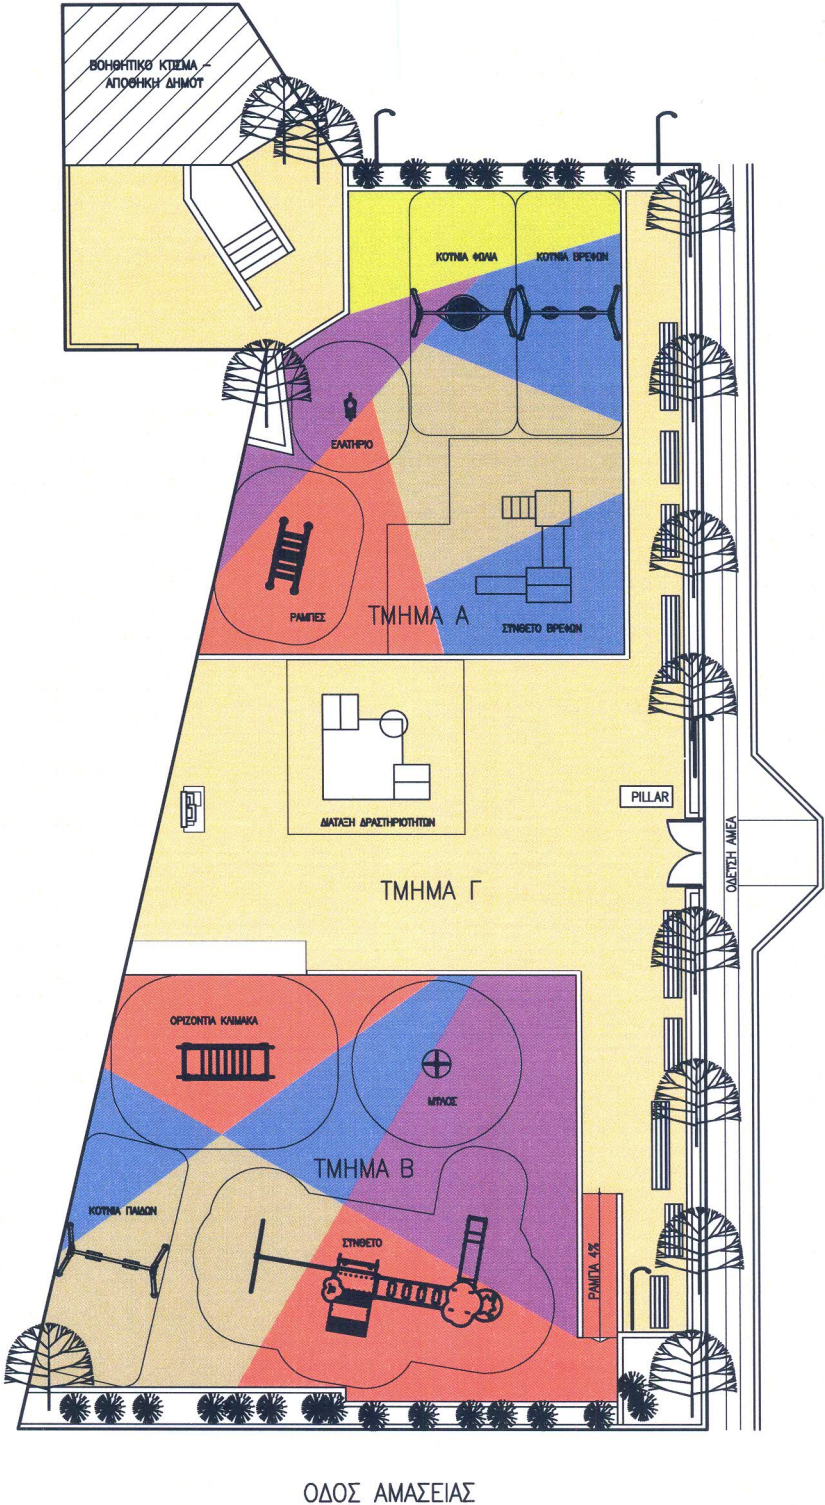 ΒΟΗΘΗΤΙΚΟ ΚΤΙΣΜΑ –
ΑΠΟΘΗΚΗ ΔΗΜΟΤ
ΚΟΥΝΙΑ ΦΩΛΙΑ
ΚΟΥΝΙΑ ΒΡΕΦΩΝ
ΕΛΑΤΗΡΙΟ
ΡΑΜΠΕΣ
ΤΜΗΜΑ Α
ΣΥΝΘΕΤΟ ΒΡΕΦΩΝ
ΔΙΑΤΑΞΗ ΔΡΑΣΤΗΡΙΟΤΗΤΩΝ
PILLAR
ΟΔΕΥΣΗ ΑΜΕΑ
ΤΜΗΜΑ Γ
ΟΡΙΖΟΝΤΙΑ ΚΛΙΜΑΚΑ
ΜΥΛΟΣ
ΤΜΗΜΑ Β
ΚΟΥΝΙΑ ΠΑΙΔΩΝ
ΣΥΝΘΕΤΟ
ΡΑΜΠΑ 4%
ΟΔΟΣ ΑΜΑΣΕΙΑΣ